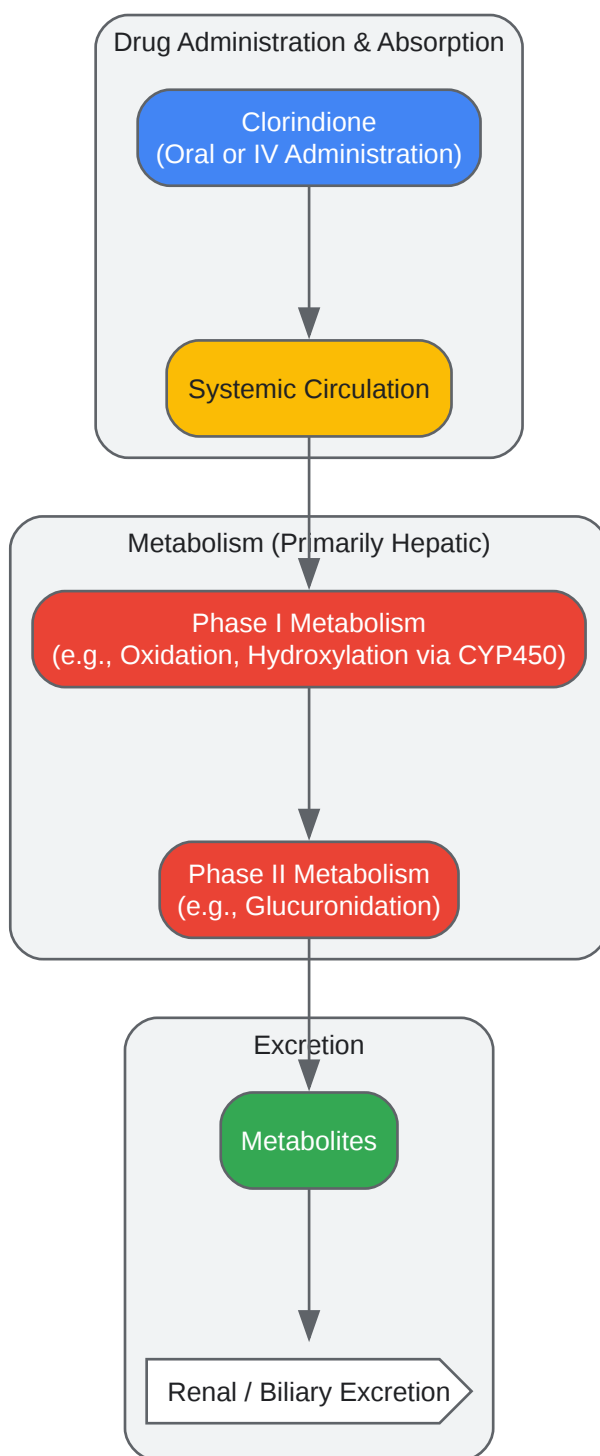 Drug Administration & Absorption
Clorindione
(Oral or IV Administration)
Systemic Circulation
Metabolism (Primarily Hepatic)
Phase I Metabolism
(e.g., Oxidation, Hydroxylation via CYP450)
Phase II Metabolism
(e.g., Glucuronidation)
Excretion
Metabolites
Renal / Biliary Excretion